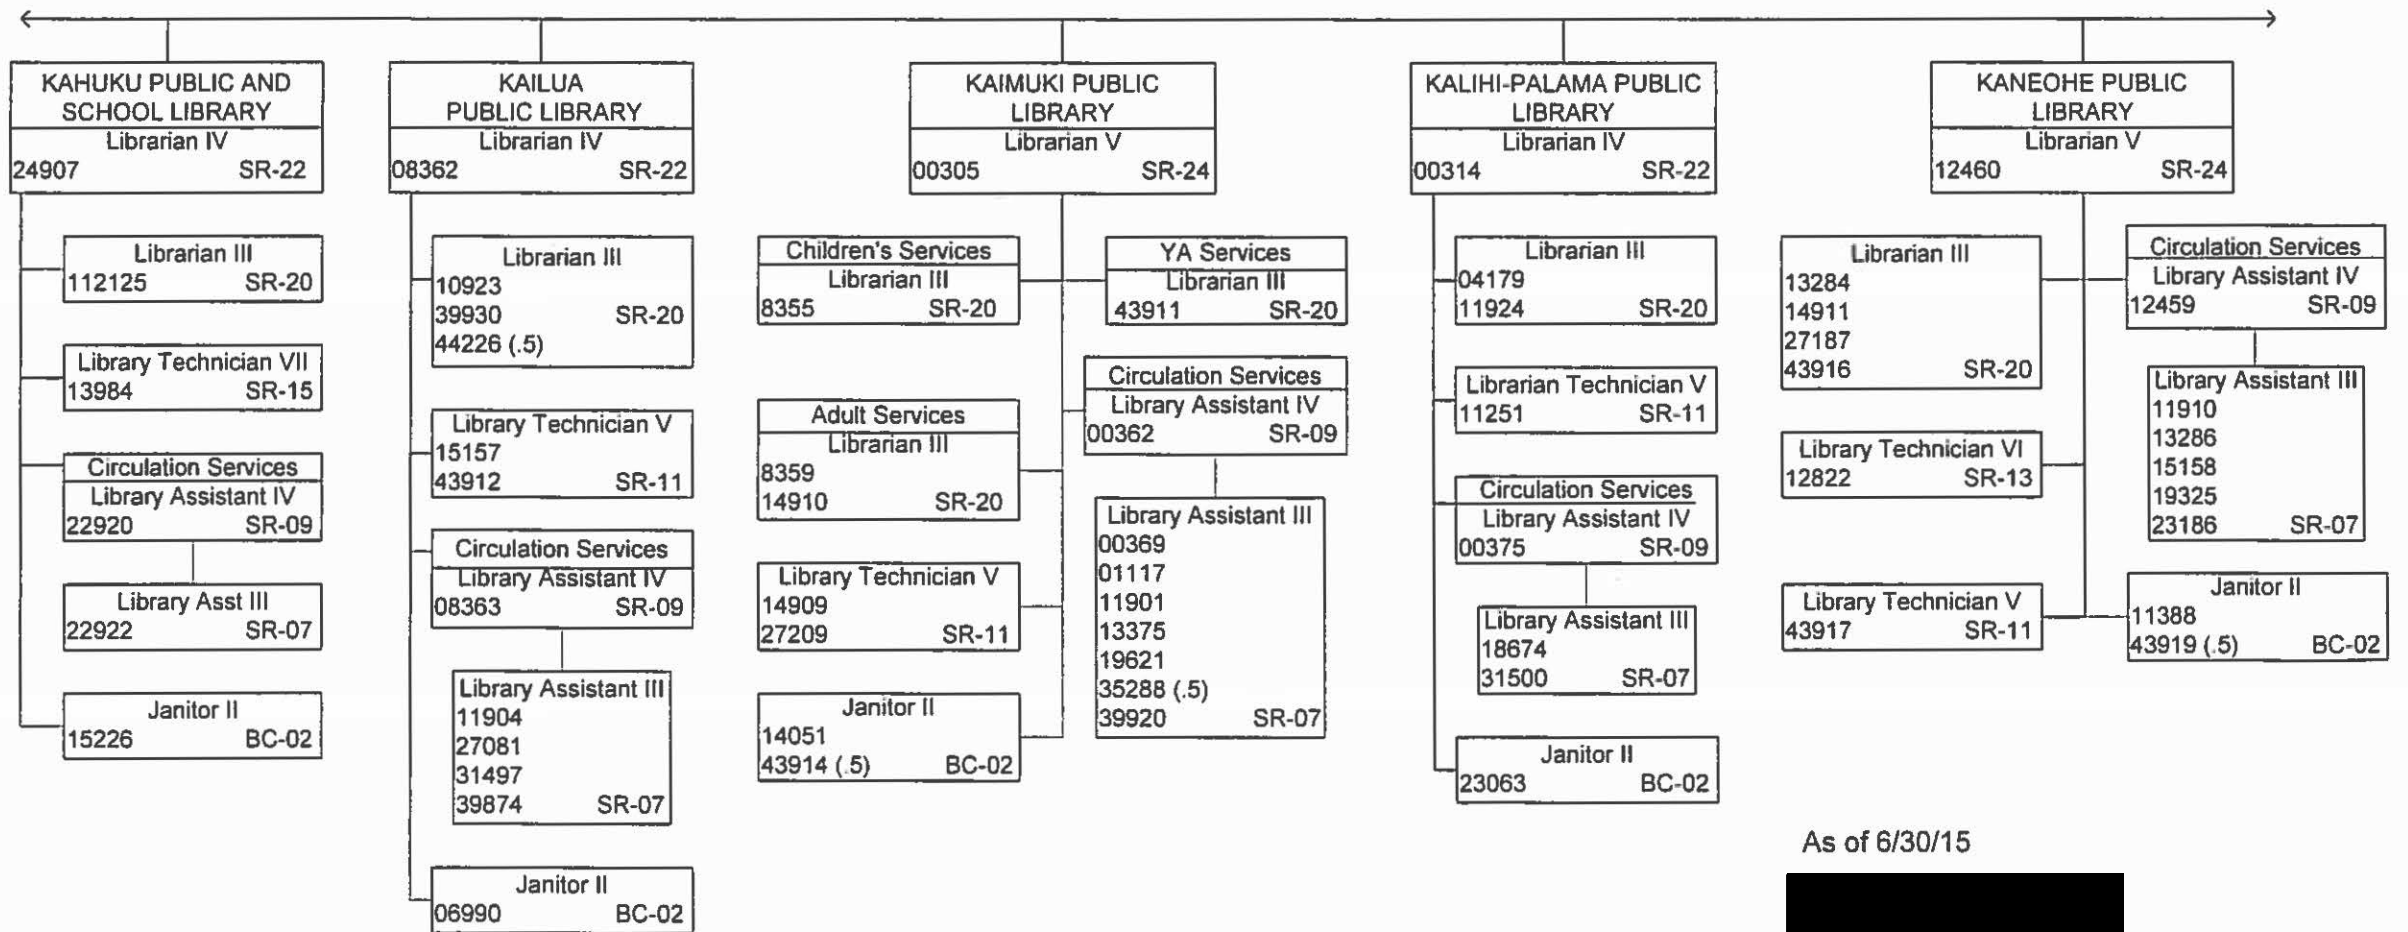 KAHUKU PUBLIC AND
SCHOOL LIBRARY
Librarian IV
24907 SR-22
Librarian III
112125 SR-20
Library Technician VII
13984 SR-15
Circulation Services
Library Assistant IV
22920 SR-09
Library Asst III
22922 SR-07
Janitor II
15226 BC-02
KAILUA
PUBLIC LIBRARY
Librarian IV
08362 SR-22
Librarian III
10923
39930 SR-20
44226 (.5)
Library Technician V
15157
43912 SR-11
Circulation Services
Library Assistant IV
08363 SR-09
Library Assistant III
11904
27081
31497
39874 SR-07
Janitor II
06990 BC-02
KAIMUKI PUBLIC
LIBRARY
Librarian V
00305 SR-24
Children's Services
Librarian III
8355 SR-20
YA Services
Librarian III
43911 SR-20
Adult Services
Librarian III
8359
14910 SR-20
Circulation Services
Library Assistant IV
00362 SR-09
Library Assistant III
00369
01117
11901
13375
19621
35288 (.5)
39920 SR-07
Library Technician V
14909
27209 SR-11
Janitor II
14051
43914 (.5) BC-02
KALIHI-PALAMA PUBLIC
LIBRARY
Librarian IV
00314 SR-22
Librarian III
04179
11924 SR-20
Librarian Technician V
11251 SR-11
Circulation Services
Library Assistant IV
00375 SR-09
Library Assistant III
18674
31500 SR-07
Janitor II
23063 BC-02
KANEOHE PUBLIC
LIBRARY
Librarian V
12460 SR-24
Librarian III
13284
14911
27187
43916 SR-20
Circulation Services
Library Assistant IV
12459 SR-09
Library Assistant III
11910
13286
15158
19325
23186 SR-07
Library Technician VI
12822 SR-13
Library Technician V
43917 SR-11
Janitor II
11388
43919 (.5) BC-02
As of 6/30/15